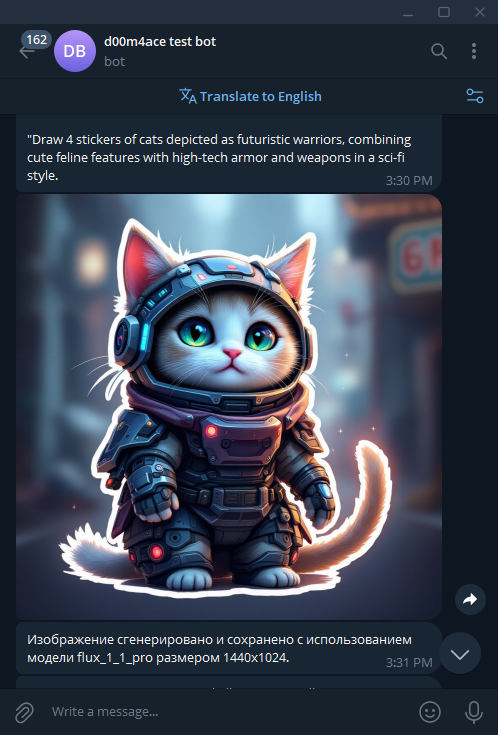 162
DB
d00m4ace test bot
bot
Translate to English
"Draw 4 stickers of cats depicted as futuristic warriors, combining
cute feline features with high-tech armor and weapons in a sci-fi
style.
3:30 PM
Изображение сгенерировано и сохранено с использованием
модели flux_1_1_pro размером 1440x1024.
3:31 PM
Write a message...